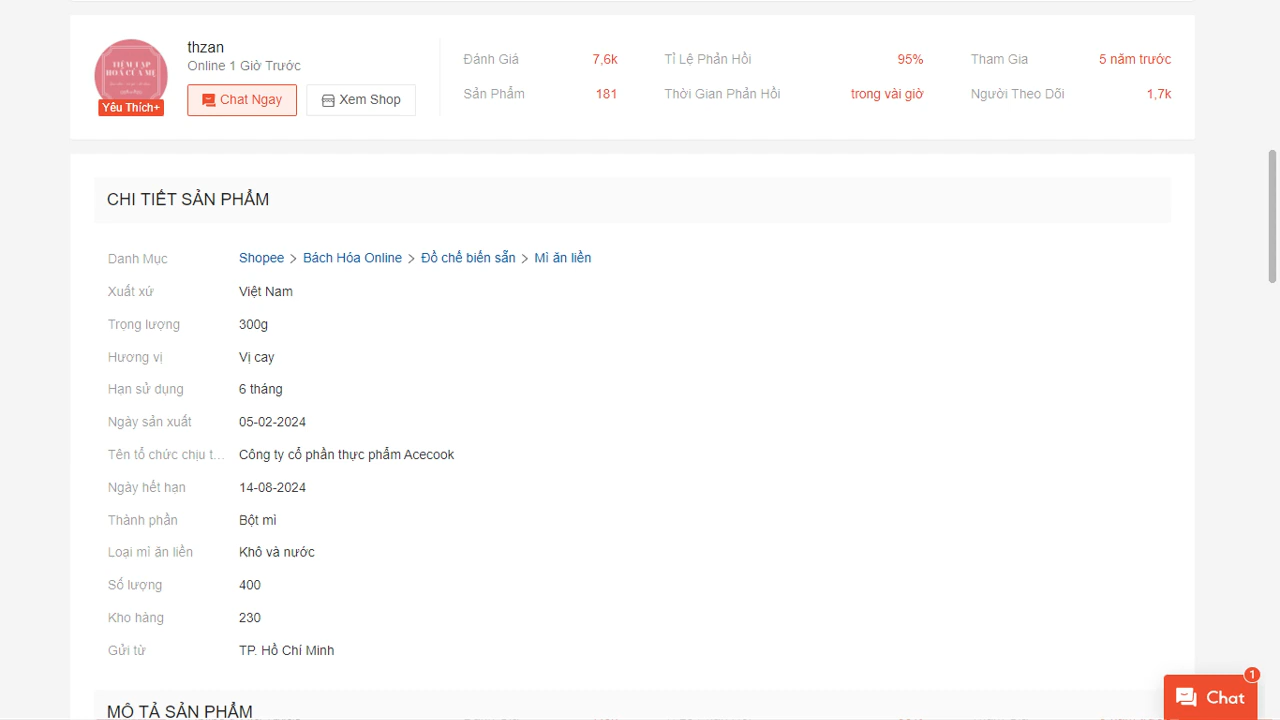 thzan
Online 1 Giờ Trước
TIỆM TẠP
HOÁ CỦA MẸ
Yêu Thích+
Chat Ngay
Xem Shop
Đánh Giá 7,6k Tỉ Lệ Phản Hồi 95% Tham Gia 5 năm trước
Sản Phẩm 181 Thời Gian Phản Hồi trong vài giờ Người Theo Dõi 1,7k
CHI TIẾT SẢN PHẨM
Danh Mục Shopee > Bách Hóa Online > Đồ chế biến sẵn > Mì ăn liền
Xuất xứ Việt Nam
Trọng lượng 300g
Hương vị Vị cay
Hạn sử dụng 6 tháng
Ngày sản xuất 05-02-2024
Tên tổ chức chịu t... Công ty cổ phần thực phẩm Acecook
Ngày hết hạn 14-08-2024
Thành phần Bột mì
Loại mì ăn liền Khô và nước
Số lượng 400
Kho hàng 230
Gửi từ TP. Hồ Chí Minh
MÔ TẢ SẢN PHẨM
1
Chat